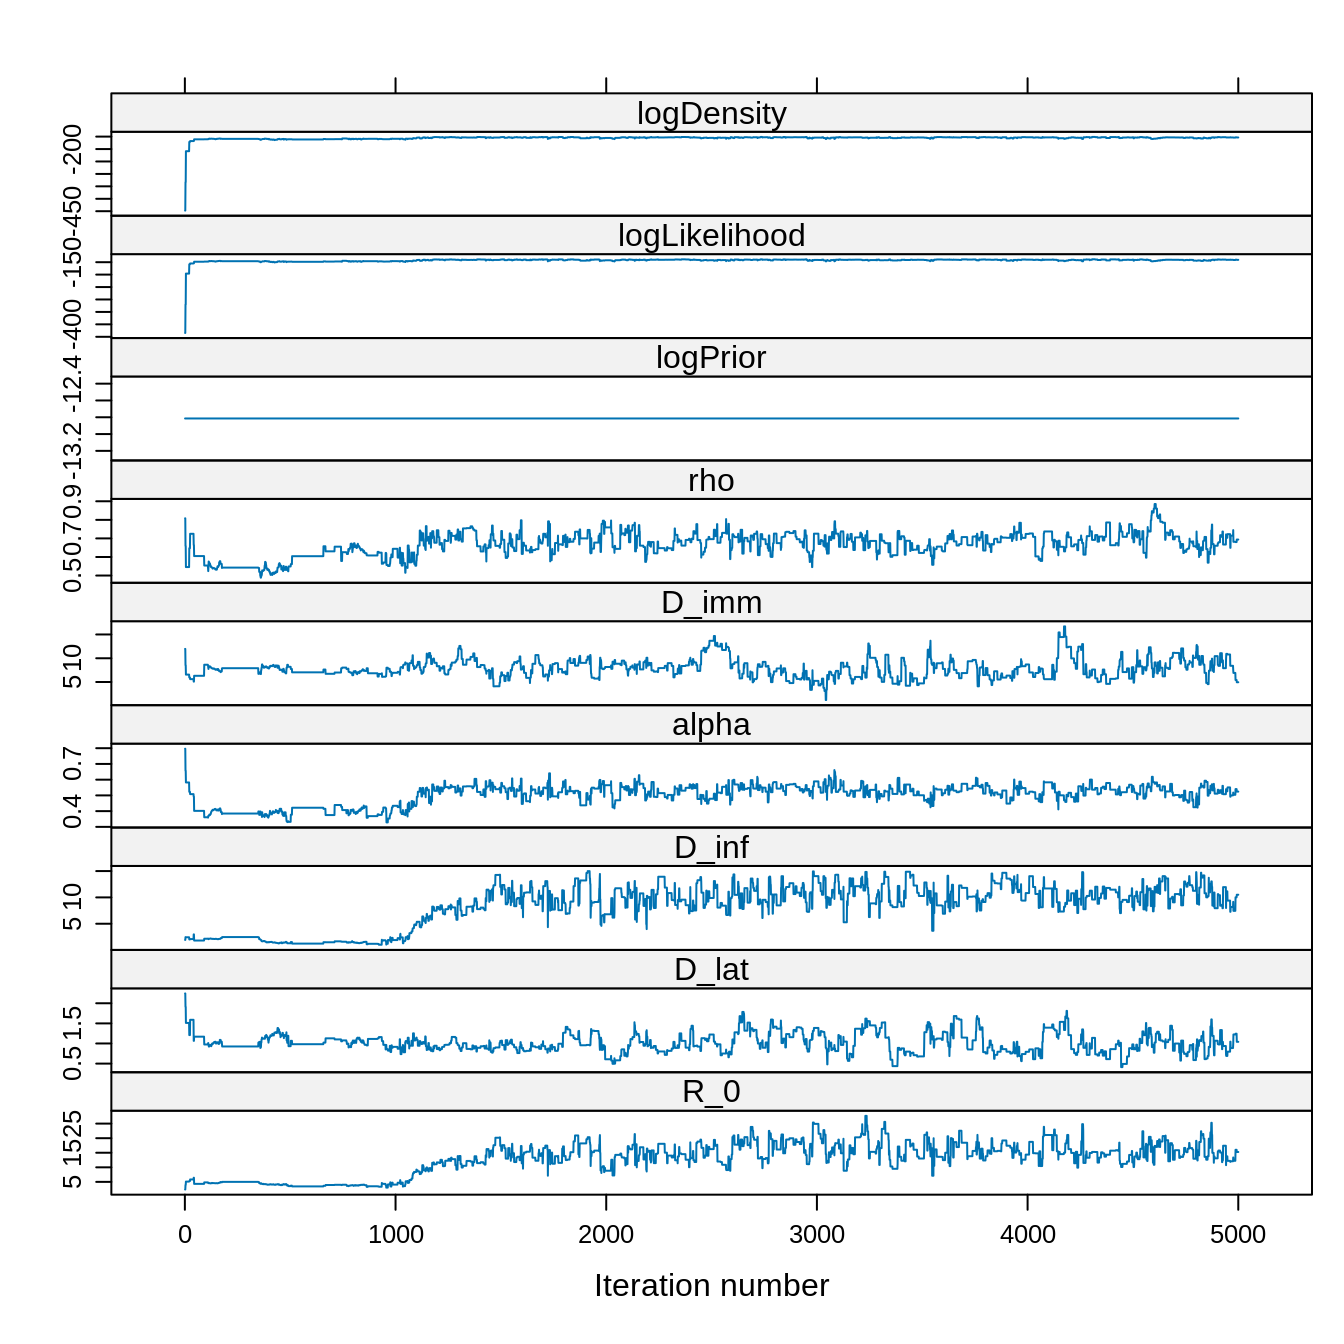 logDensity
-450 -200
logLikelihood
-400 -150
logPrior
-13.2 -12.4
rho
0.5 0.7 0.9
D_imm
5 10
alpha
0.4 0.7
D_inf
5 10
D_lat
0.5 1.5
R_0
5 15 25
0 1000 2000 3000 4000 5000
Iteration number